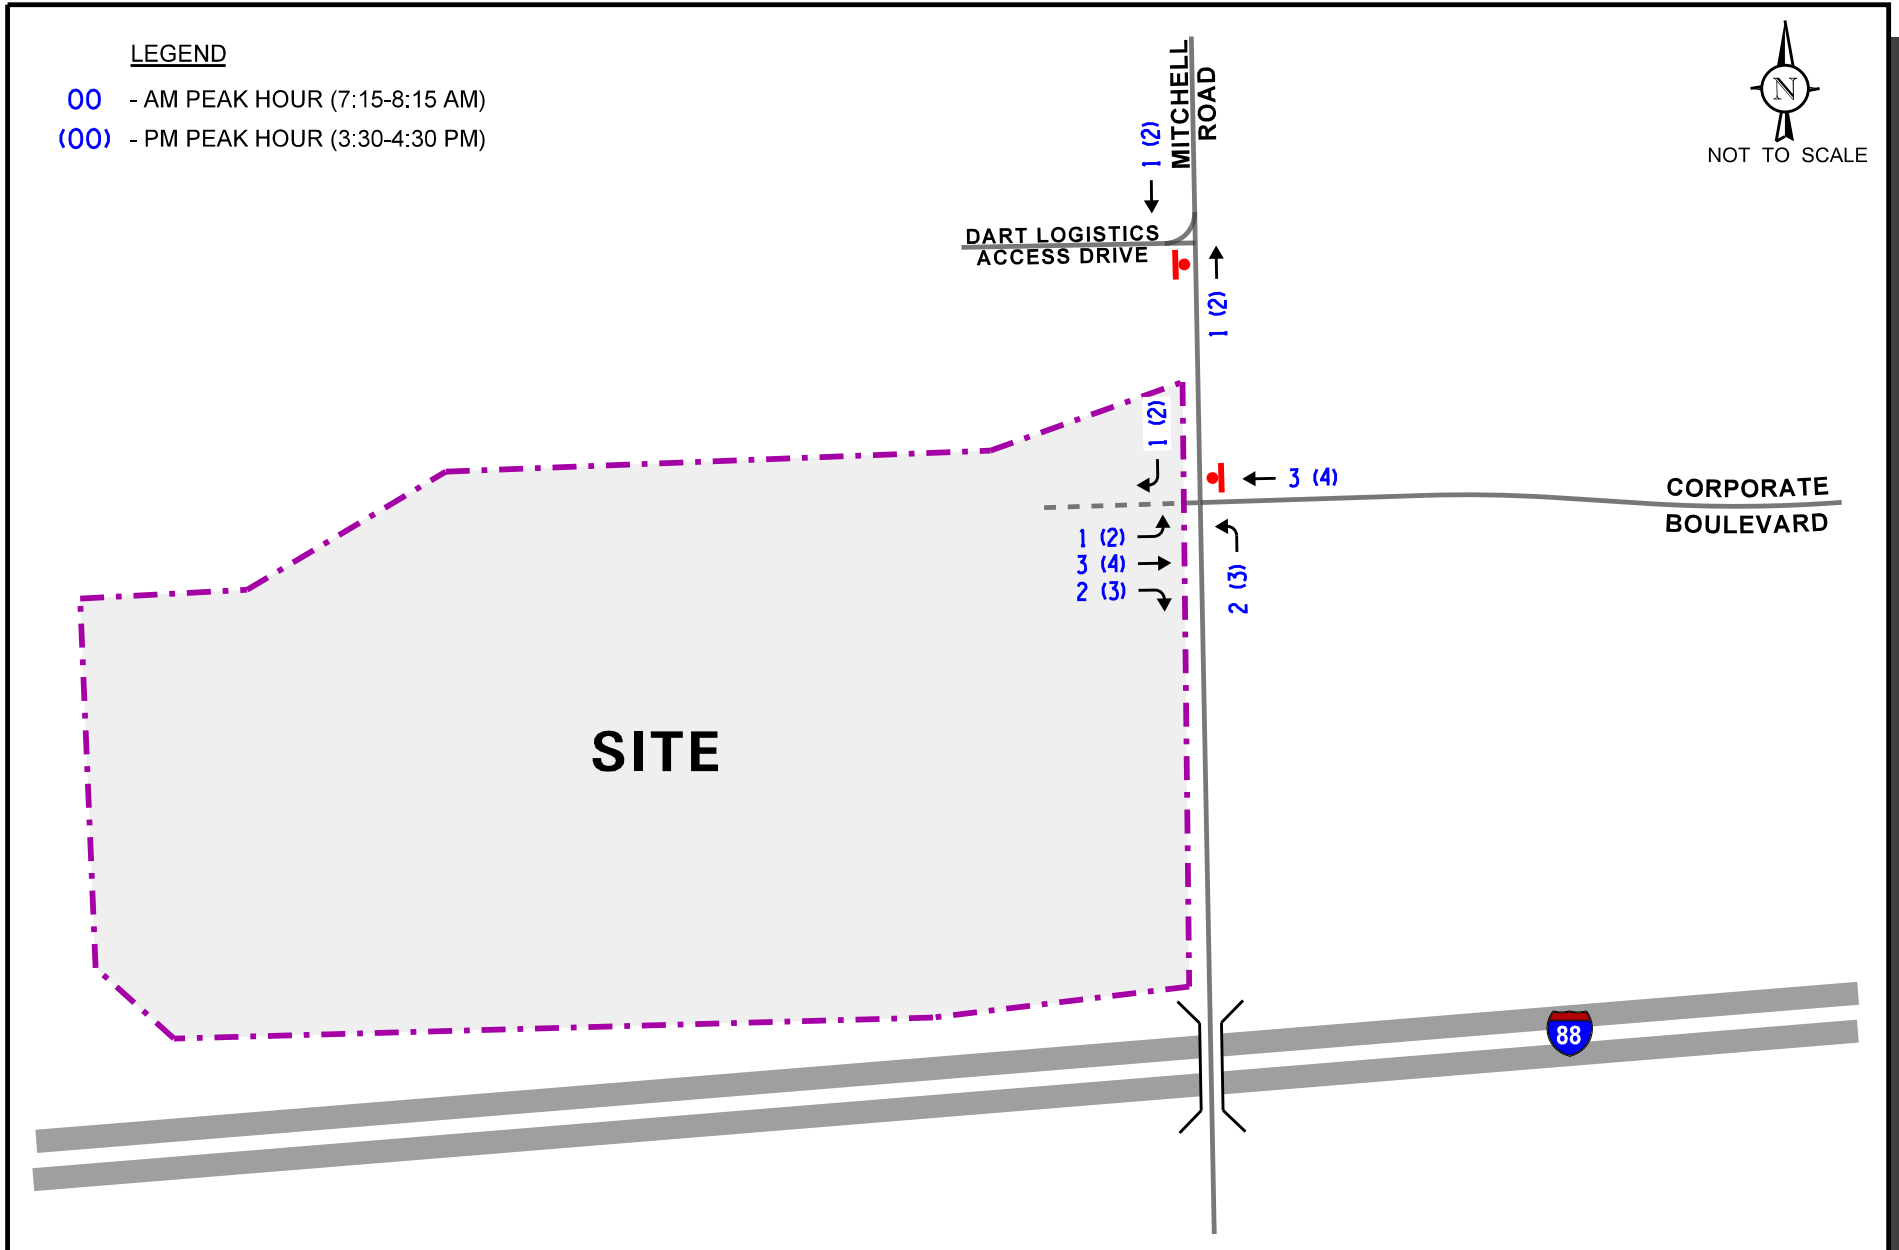 LEGEND
00 - AM PEAK HOUR (7:15-8:15 AM)
(00) - PM PEAK HOUR (3:30-4:30 PM)
MITCHELL
ROAD
N
NOT TO SCALE
1 (2)
DART LOGISTICS
ACCESS DRIVE
1 (2)
1 (2)
3 (4)
CORPORATE
BOULEVARD
1 (2)
3 (4)
2 (3)
2 (3)
SITE
88